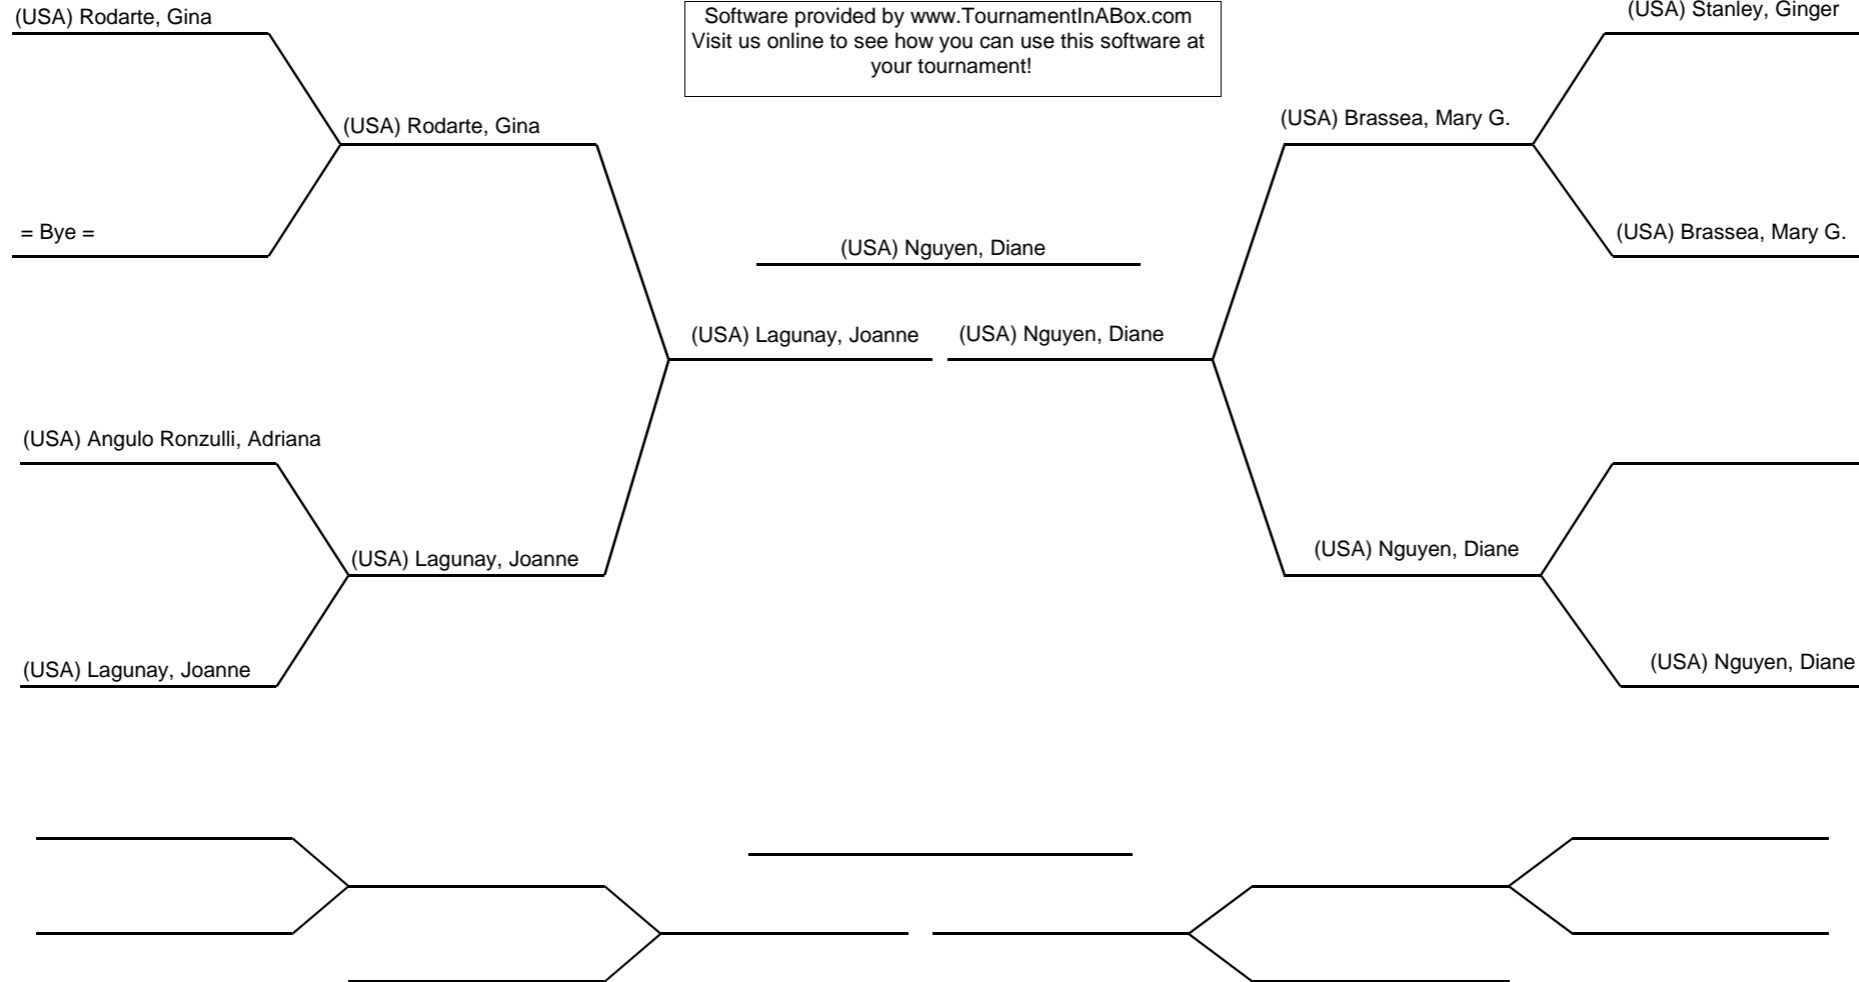 (USA) Rodarte, Gina
Software provided by www.TournamentInABox.com
Visit us online to see how you can use this software at
your tournament!
(USA) Stanley, Ginger
(USA) Rodarte, Gina
(USA) Brassea, Mary G.
= Bye =
(USA) Nguyen, Diane
(USA) Brassea, Mary G.
(USA) Lagunay, Joanne
(USA) Nguyen, Diane
(USA) Angulo Ronzulli, Adriana
(USA) Lagunay, Joanne
(USA) Nguyen, Diane
(USA) Lagunay, Joanne
(USA) Nguyen, Diane